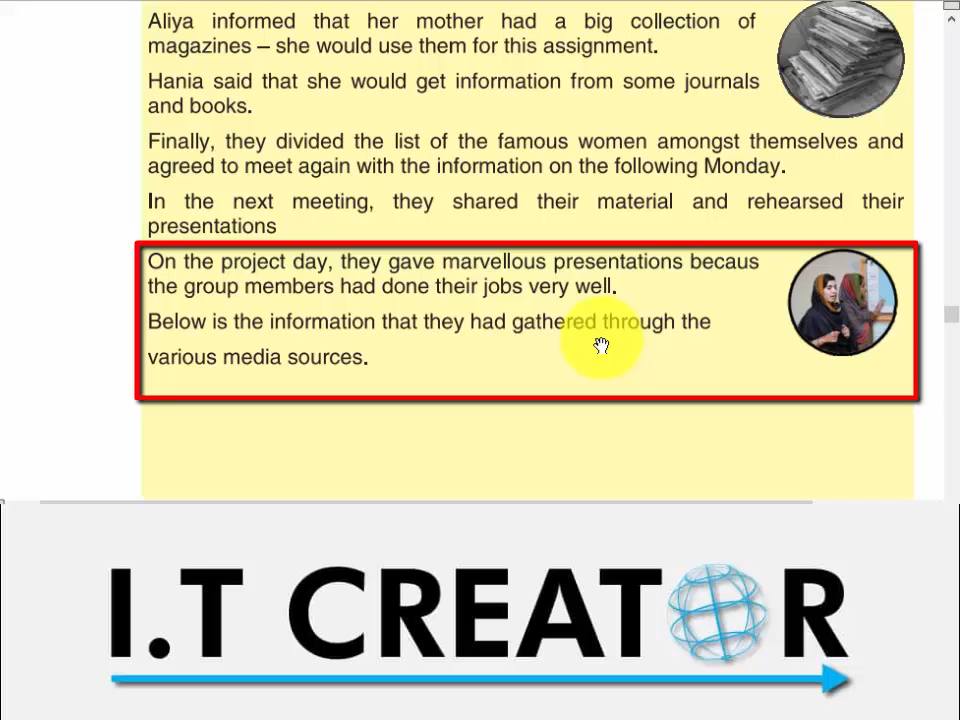 Aliya informed that her mother had a big collection of
magazines – she would use them for this assignment.
Hania said that she would get information from some journals
and books.
Finally, they divided the list of the famous women amongst themselves and
agreed to meet again with the information on the following Monday.
In the next meeting, they shared their material and rehearsed their
presentations
On the project day, they gave marvellous presentations becaus
the group members had done their jobs very well.
Below is the information that they had gathered through the
various media sources.
I.T CREATOR